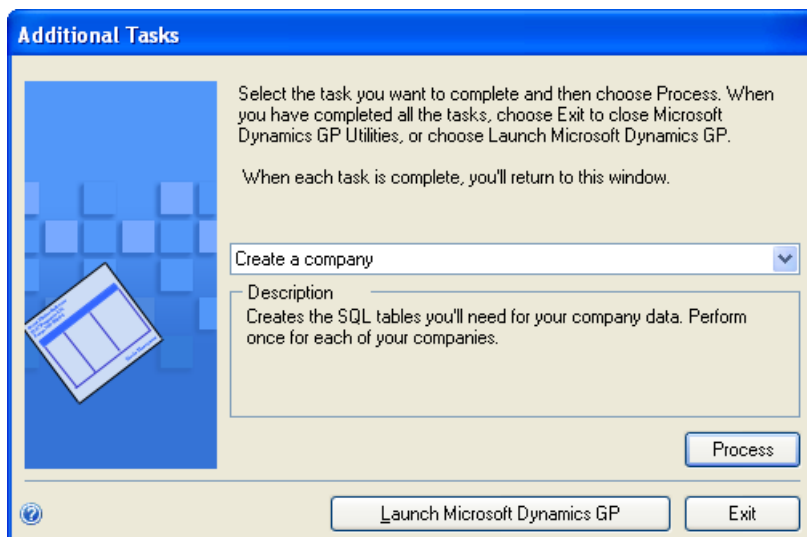 Additional Tasks
Select the task you want to complete and then choose Process. When
you have completed all the tasks, choose Exit to close Microsoft
Dynamics GP Utilities, or choose Launch Microsoft Dynamics GP.
When each task is complete, you'll return to this window.
Create a company
Description
Creates the SQL tables you'll need for your company data. Perform
once for each of your companies.
Process
Launch Microsoft Dynamics GP
Exit